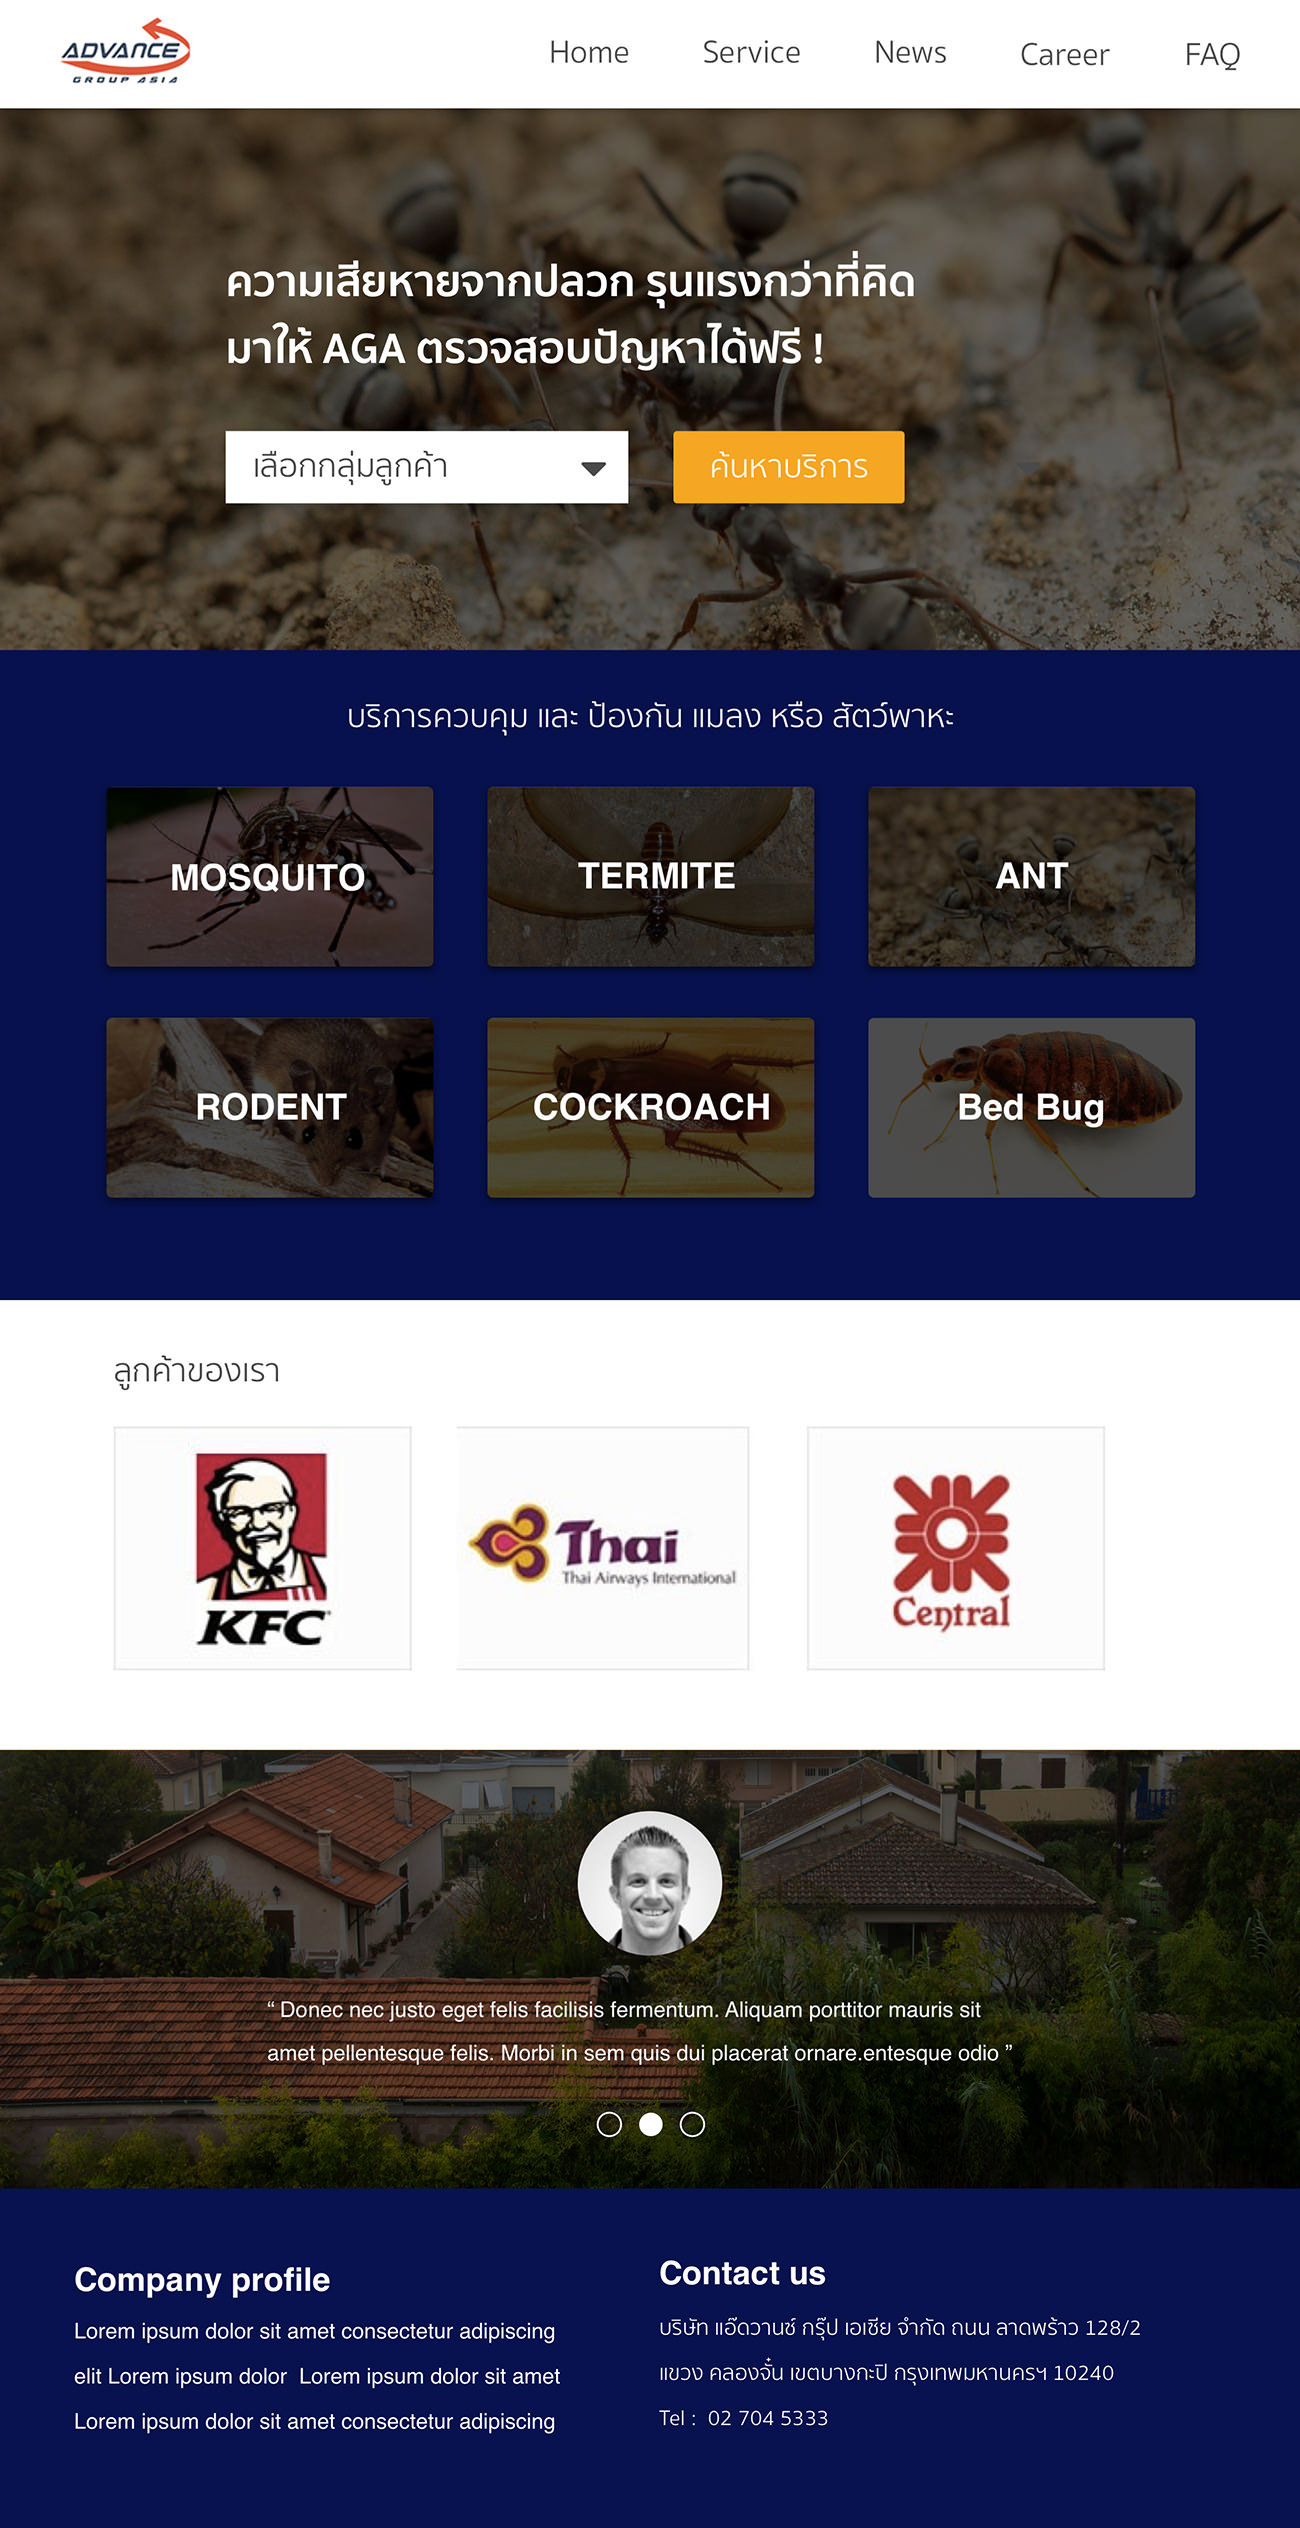 ADVANCE
GROUP ASIA
Home
Service
News
Career
FAQ
ความเสียหายจากปลวก รุนแรงกว่าที่คิด
มาให้ AGA ตรวจสอบปัญหาได้ฟรี !
เลือกกลุ่มลูกค้า
ค้นหาบริการ
บริการควบคุม และ ป้องกัน แมลง หรือ สัตว์พาหะ
MOSQUITO
TERMITE
ANT
RODENT
COCKROACH
Bed Bug
ลูกค้าของเรา
KFC
Thai
Thai Airways International
Central
“ Donec nec justo eget felis facilisis fermentum. Aliquam porttitor mauris sit
amet pellentesque felis. Morbi in sem quis dui placerat ornare.entesque odio ”
Company profile
Lorem ipsum dolor sit amet consectetur adipiscing
elit Lorem ipsum dolor  Lorem ipsum dolor sit amet
Lorem ipsum dolor sit amet consectetur adipiscing
Contact us
บริษัท แอ๊ดวานซ์ กรุ๊ป เอเซีย จำกัด ถนน ลาดพร้าว 128/2
แขวง คลองจั่น เขตบางกะปิ กรุงเทพมหานครฯ 10240
Tel :  02 704 5333